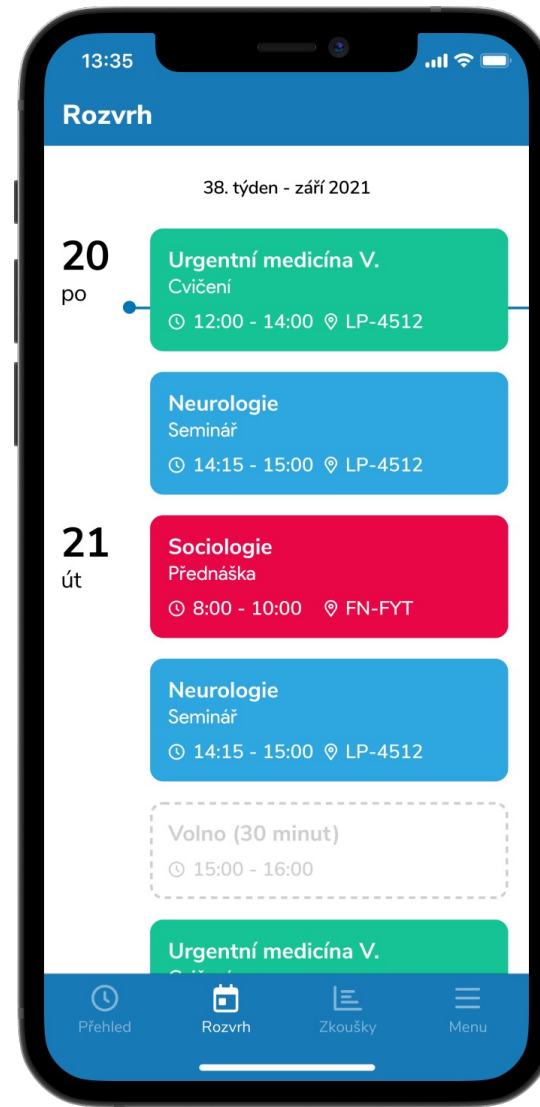 13:35
Rozvrh
38. týden - září 2021
20
po
Urgentní medicína V.
Cvičení
12:00 - 14:00 LP-4512
Neurologie
Seminář
14:15 - 15:00 LP-4512
21
út
Sociologie
Přednáška
8:00 - 10:00 FN-FYT
Neurologie
Seminář
14:15 - 15:00 LP-4512
Volno (30 minut)
15:00 - 16:00
Urgentní medicína V.
Přehled Rozvrh Zkoušky Menu